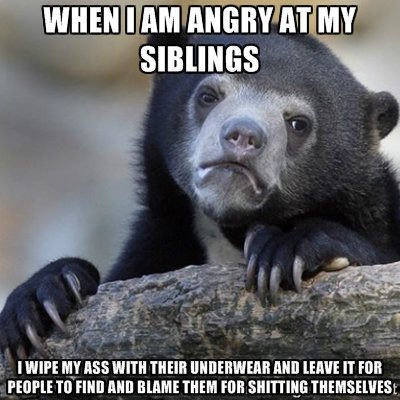 WHEN I AM ANGRY AT MY
SIBLINGS
I WIPE MY ASS WITH THEIR UNDERWEAR AND LEAVE IT FOR
PEOPLE TO FIND AND BLAME THEM FOR SHITTING THEMSELVES